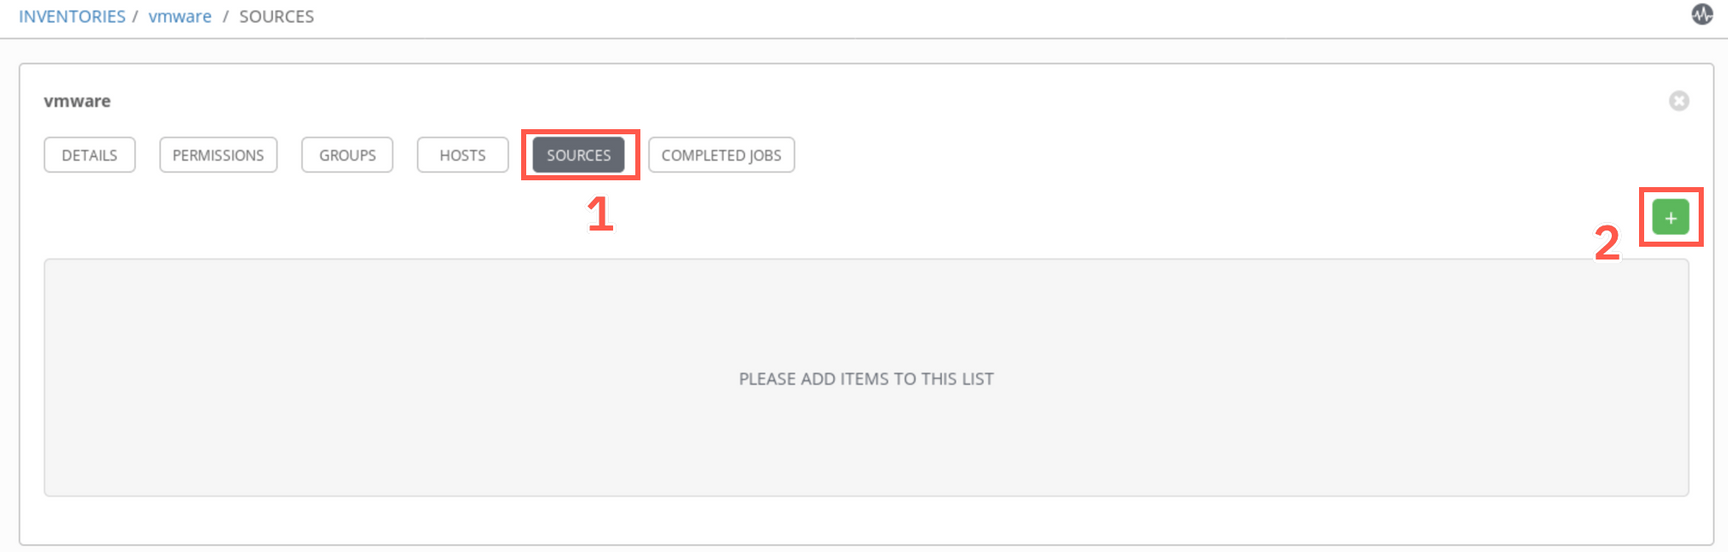 INVENTORIES / vmware / SOURCES
vmware
DETAILS PERMISSIONS GROUPS HOSTS SOURCES COMPLETED JOBS
1
+
2
PLEASE ADD ITEMS TO THIS LIST